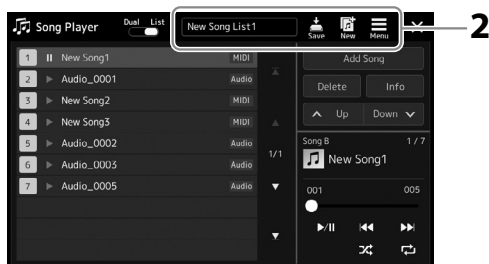 Song Player Dual List New Song List1 Save New Menu 2
1 New Song1 MIDI Add Song
2 Audio_0001 Audio
Delete Info
3 New Song2 MIDI
4 New Song3 MIDI Up Down
5 Audio_0002 Audio Song B 1 / 7
1/1 New Song1
6 Audio_0003 Audio
7 Audio_0005 Audio 001 005